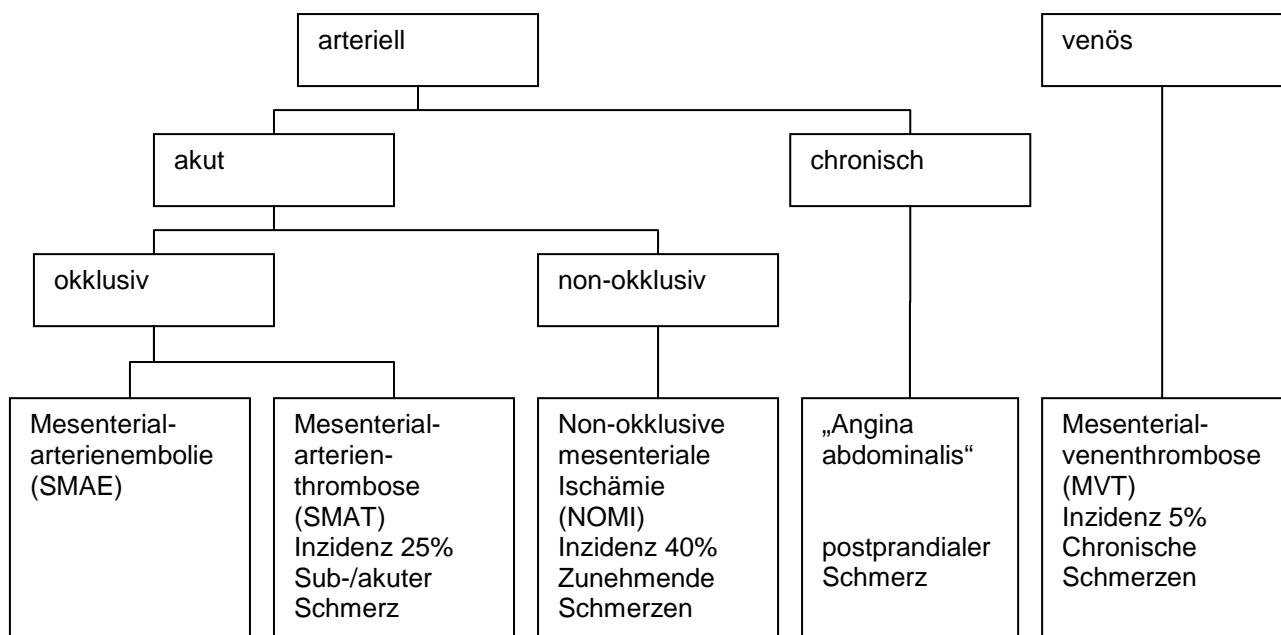 arteriell
venös
akut
chronisch
okklusiv
non-okklusiv
Mesenterial-
arterienembolie
(SMAE)
Mesenterial-
arterien-
thrombose
(SMAT)
Inzidenz 25%
Sub-/akuter
Schmerz
Non-okklusive
mesenteriale
Ischämie
(NOMI)
Inzidenz 40%
Zunehmende
Schmerzen
„Angina
abdominalis“
postprandialer
Schmerz
Mesenterial-
venenthrombose
(MVT)
Inzidenz 5%
Chronische
Schmerzen